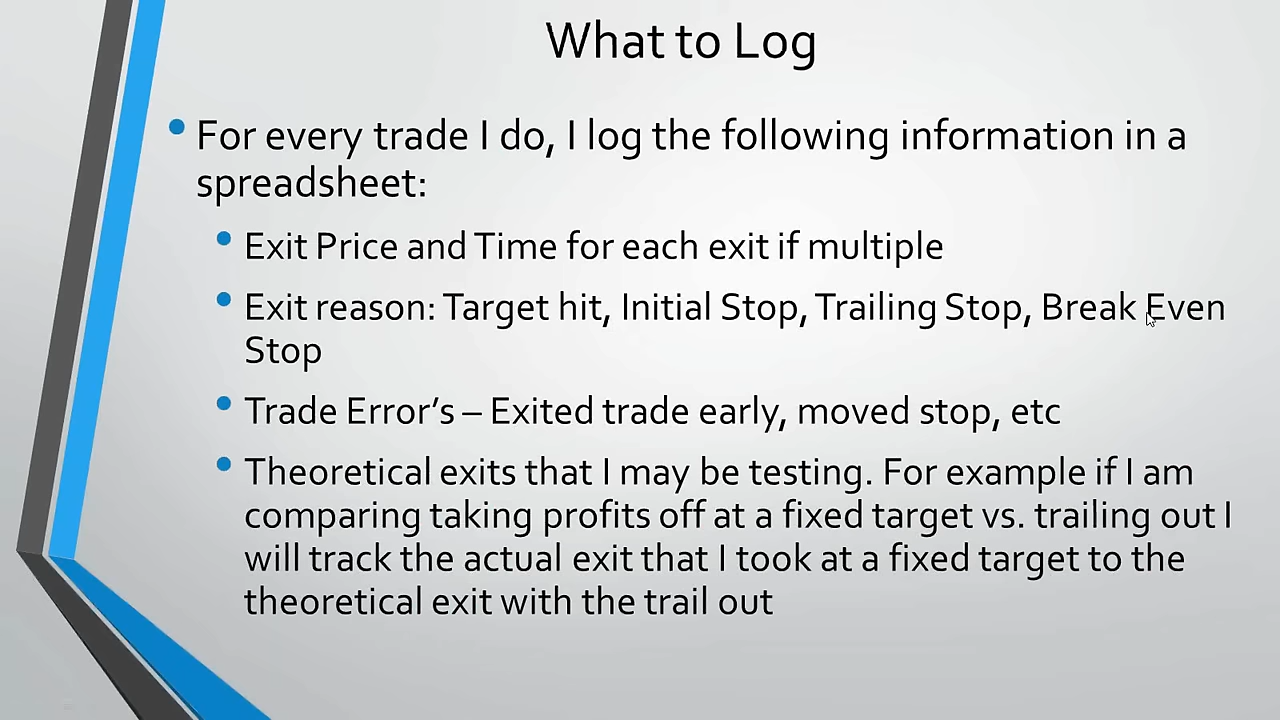 What to Log
• For every trade I do, I log the following information in a
spreadsheet:
• Exit Price and Time for each exit if multiple
• Exit reason: Target hit, Initial Stop, Trailing Stop, Break Even
Stop
• Trade Error’s – Exited trade early, moved stop, etc
• Theoretical exits that I may be testing. For example if I am
comparing taking profits off at a fixed target vs. trailing out I
will track the actual exit that I took at a fixed target to the
theoretical exit with the trail out